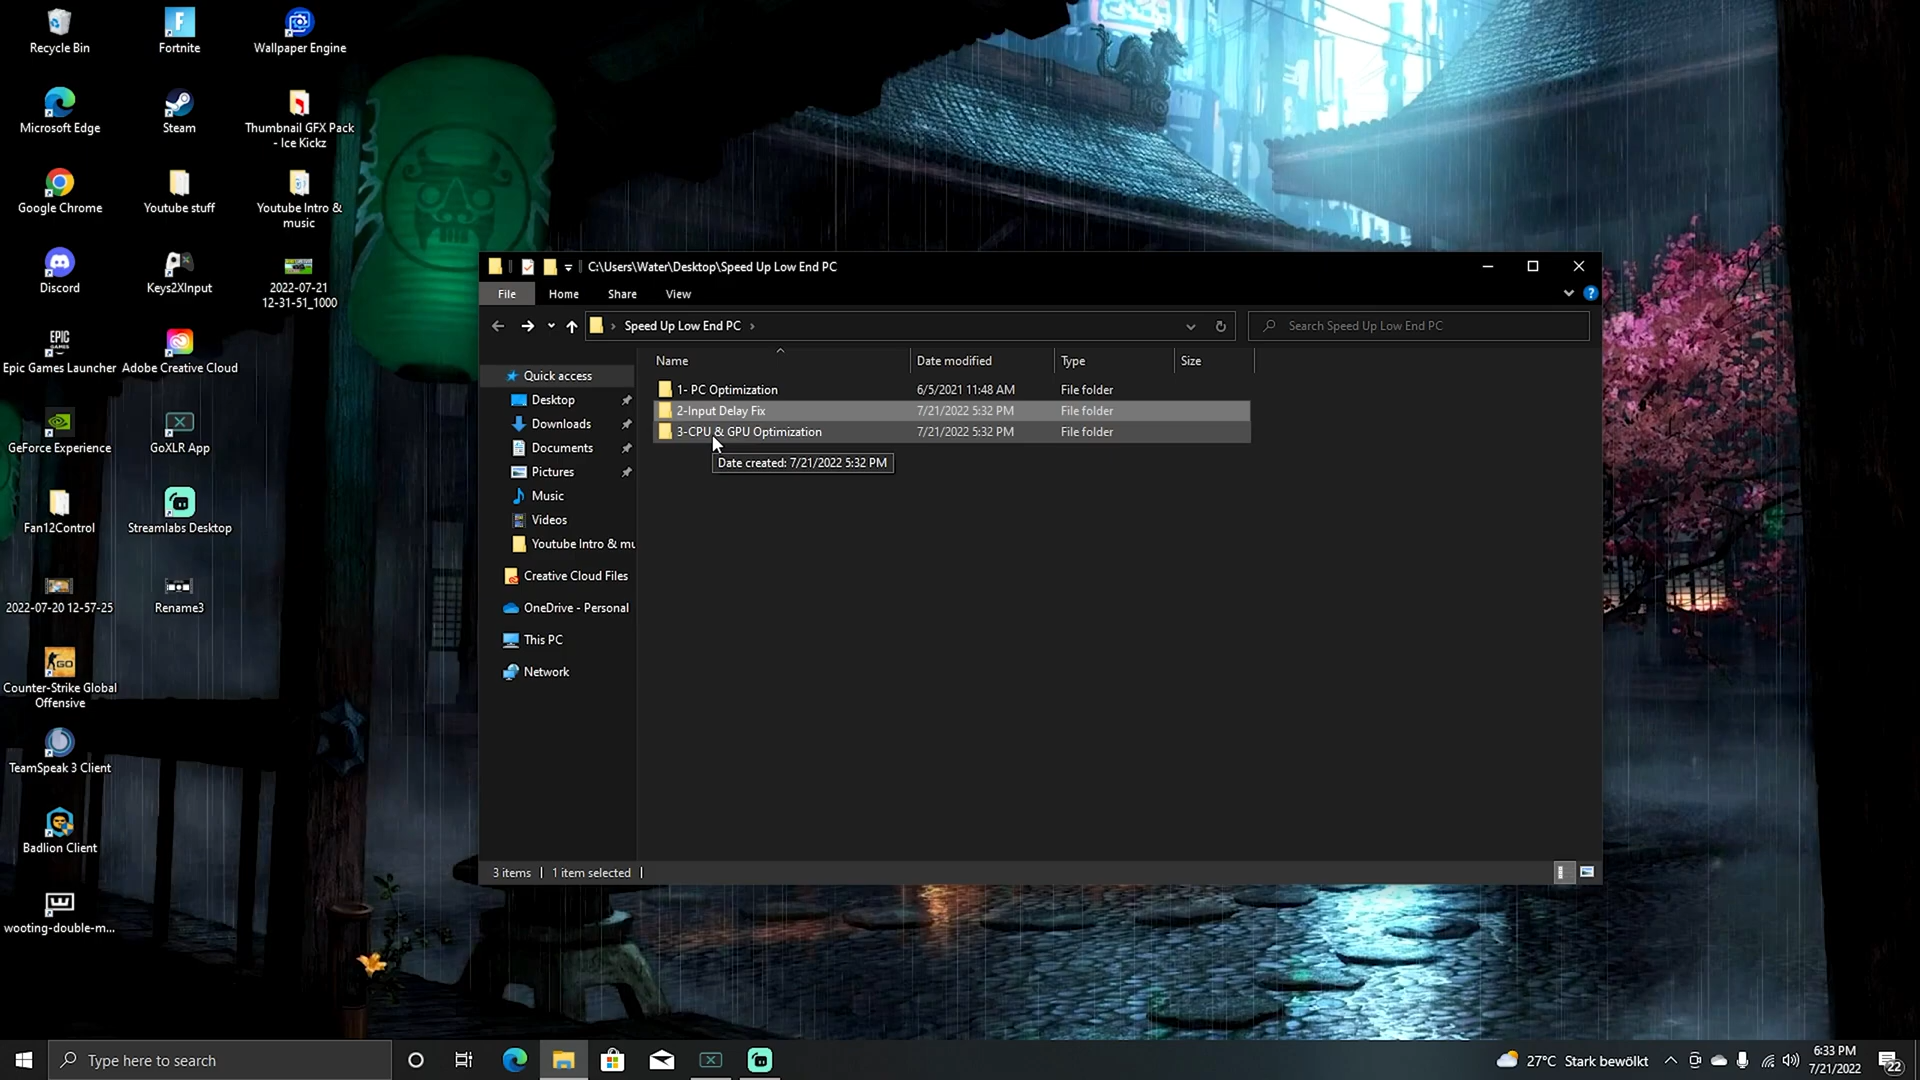 Recycle Bin
Fortnite
Wallpaper Engine
Microsoft Edge
Steam
Thumbnail GFX Pack
- Ice Kickz
Google Chrome
Youtube stuff
Youtube Intro &
music
Discord
Keys2XInput
2022-07-21
12-31-51_1000
EPIC
GAMES
Epic Games Launcher
Adobe Creative Cloud
GeForce Experience
GoXLR App
Fan12Control
Streamlabs Desktop
2022-07-20 12-57-25
Rename3
GO
Counter-Strike Global
Offensive
TeamSpeak 3 Client
Badlion Client
wooting-double-m...
C:\Users\Water\Desktop\Speed Up Low End PC
File
Home
Share
View
Speed Up Low End PC
Search Speed Up Low End PC
Name
Date modified
Type
Size
1- PC Optimization
6/5/2021 11:48 AM
File folder
2-Input Delay Fix
7/21/2022 5:32 PM
File folder
3-CPU & GPU Optimization
7/21/2022 5:32 PM
File folder
Date created: 7/21/2022 5:32 PM
Quick access
Desktop
Downloads
Documents
Pictures
Music
Videos
Youtube Intro & mu
Creative Cloud Files
OneDrive - Personal
This PC
Network
3 items
1 item selected
Type here to search
27°C Stark bewölkt
6:33 PM
7/21/2022
22